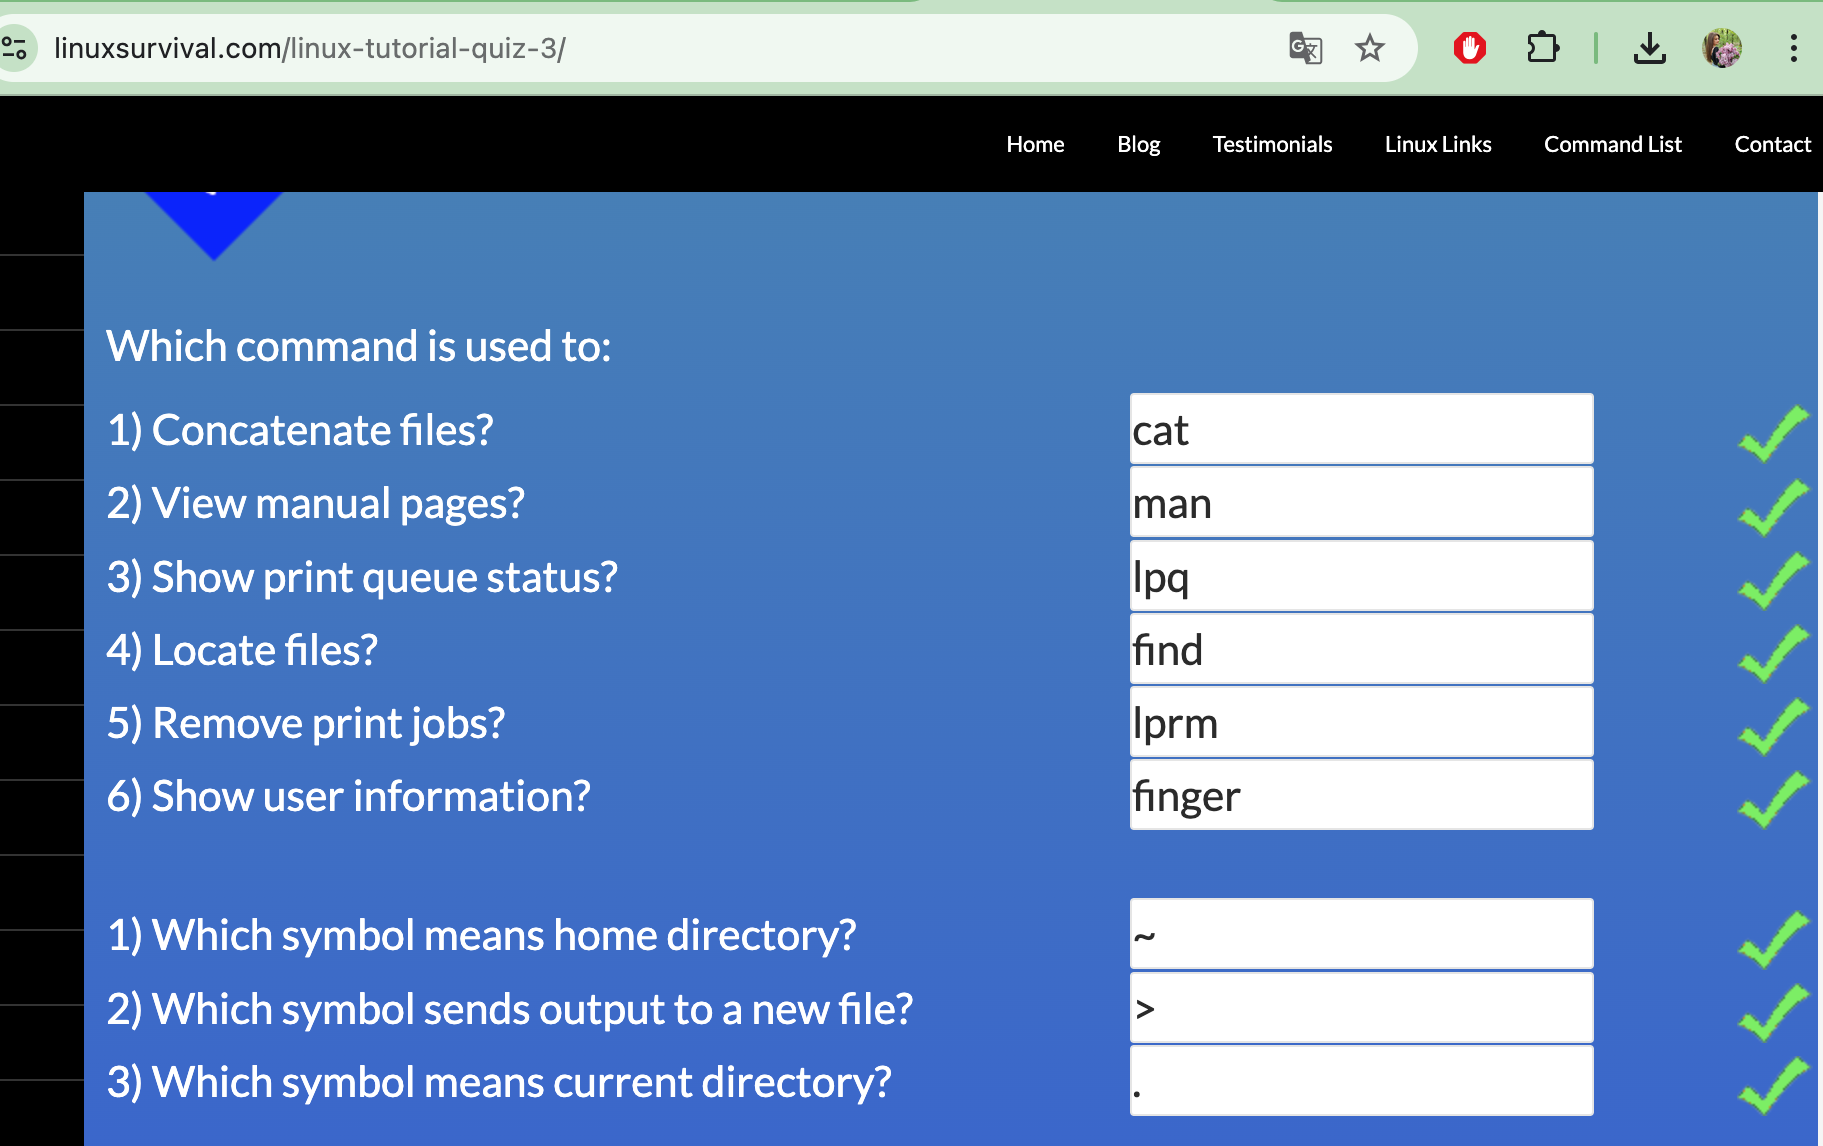 linuxsurvival.com/linux-tutorial-quiz-3/
Home Blog Testimonials Linux Links Command List Contact
Which command is used to:
1) Concatenate files? cat
2) View manual pages? man
3) Show print queue status? lpq
4) Locate files? find
5) Remove print jobs? lprm
6) Show user information? finger
1) Which symbol means home directory? ~
2) Which symbol sends output to a new file? >
3) Which symbol means current directory? .